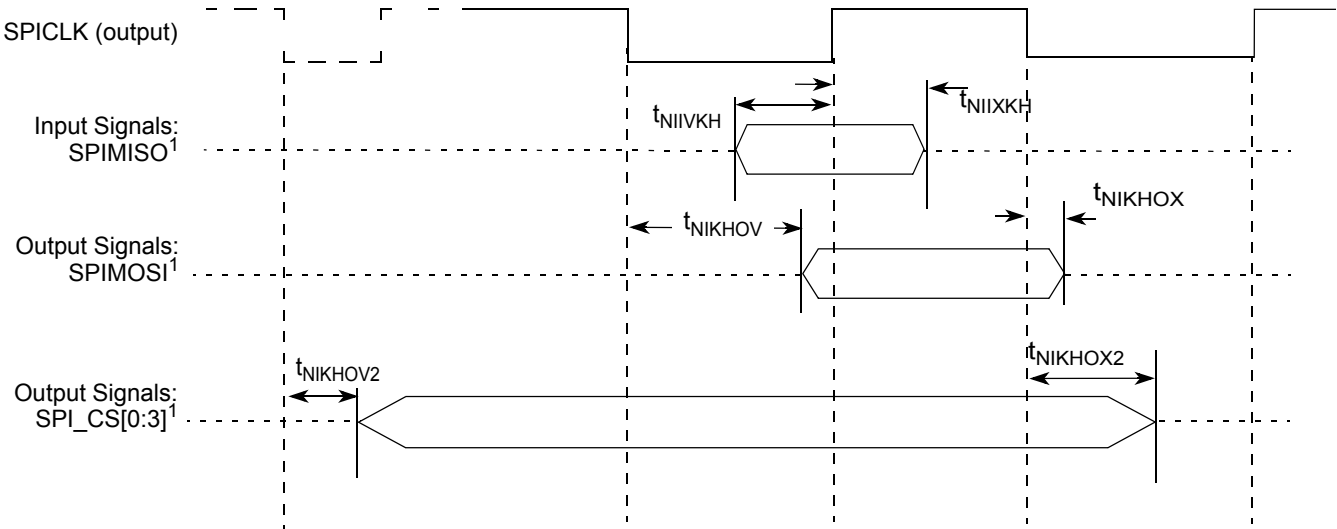 SPICLK (output)
Input Signals:
SPIMISO1
tNIIVKH
tNIIXKH
Output Signals:
SPIMOSI1
tNIKHOV
tNIKHOX
Output Signals:
SPI_CS[0:3]1
tNIKHOV2
tNIKHOX2